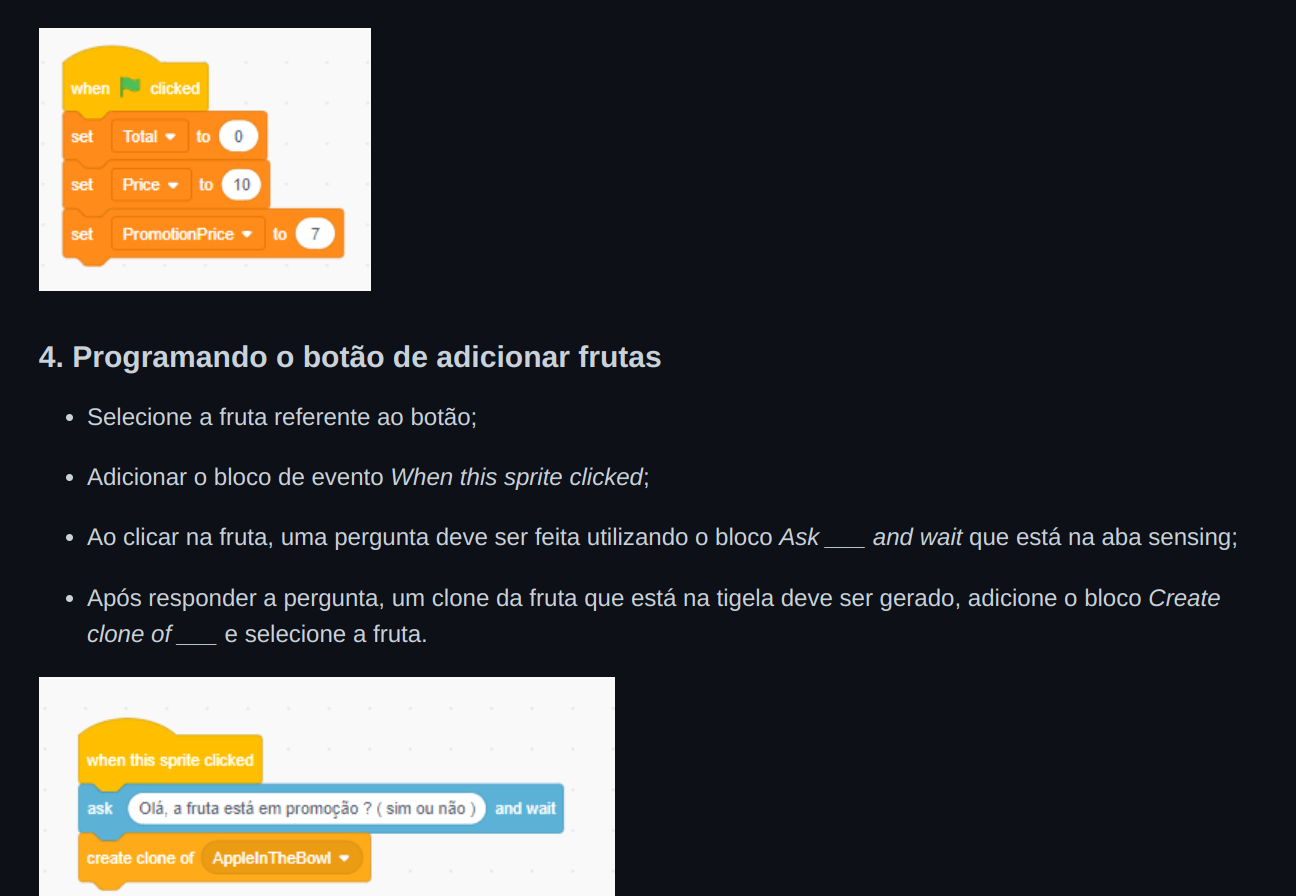 when clicked
set Total to 0
set Price to 10
set PromotionPrice to 7
4. Programando o botão de adicionar frutas
• Selecione a fruta referente ao botão;
• Adicionar o bloco de evento When this sprite clicked;
• Ao clicar na fruta, uma pergunta deve ser feita utilizando o bloco Ask ___ and wait que está na aba sensing;
• Após responder a pergunta, um clone da fruta que está na tigela deve ser gerado, adicione o bloco Create
clone of ___ e selecione a fruta.
when this sprite clicked
ask Olá, a fruta está em promoção ? ( sim ou não ) and wait
create clone of AppleInTheBowl